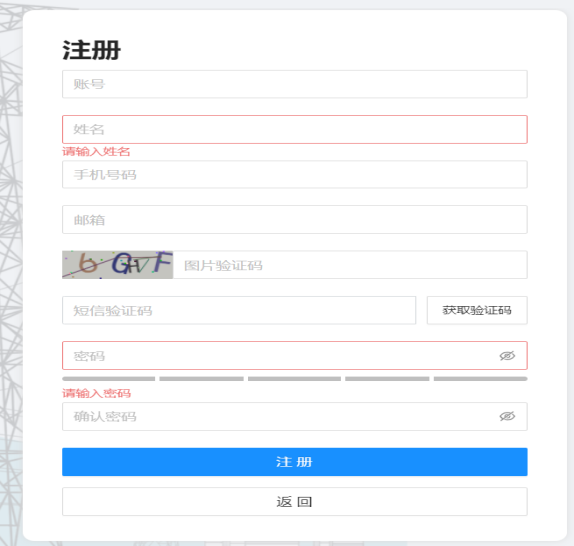 注册
账号
姓名
请输入姓名
手机号码
邮箱
图片验证码
短信验证码 获取验证码
密码
请输入密码
确认密码
注 册
返 回